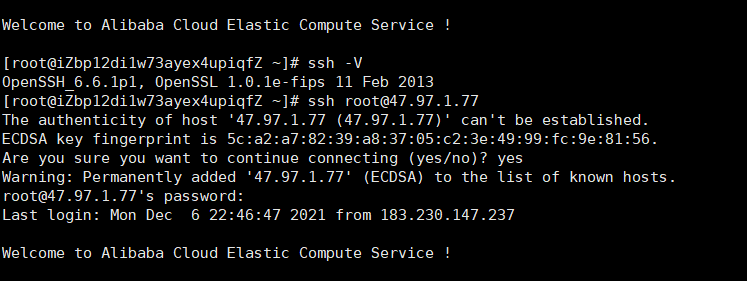 Welcome to Alibaba Cloud Elastic Compute Service !
[root@iZbp12di1w73ayex4upiqfZ ~]# ssh -V
OpenSSH_6.6.1p1, OpenSSL 1.0.1e-fips 11 Feb 2013
[root@iZbp12di1w73ayex4upiqfZ ~]# ssh root@47.97.1.77
The authenticity of host '47.97.1.77 (47.97.1.77)' can't be established.
ECDSA key fingerprint is 5c:a2:a7:82:39:a8:37:05:c2:3e:49:99:fc:9e:81:56.
Are you sure you want to continue connecting (yes/no)? yes
Warning: Permanently added '47.97.1.77' (ECDSA) to the list of known hosts.
root@47.97.1.77's password:
Last login: Mon Dec  6 22:46:47 2021 from 183.230.147.237
Welcome to Alibaba Cloud Elastic Compute Service !